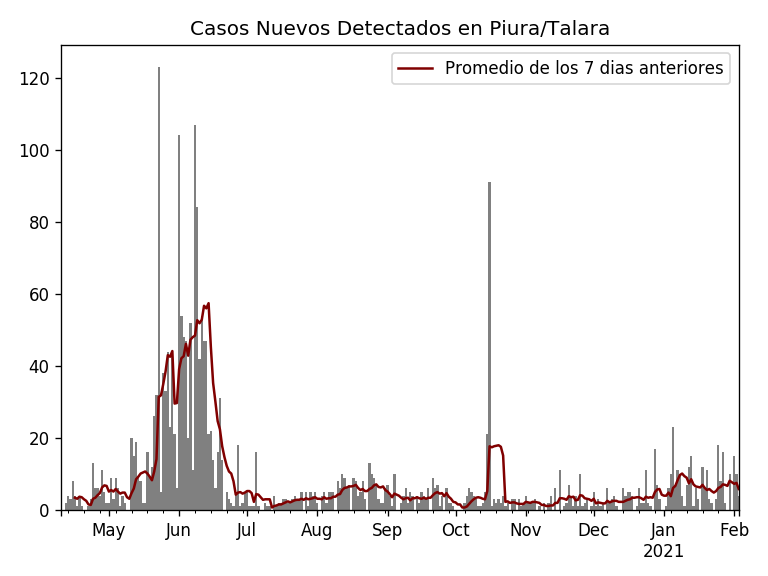 Casos Nuevos Detectados en Piura/Talara
Promedio de los 7 dias anteriores
120
100
80
60
40
20
0
May Jun Jul Aug Sep Oct Nov Dec Jan Feb
2021